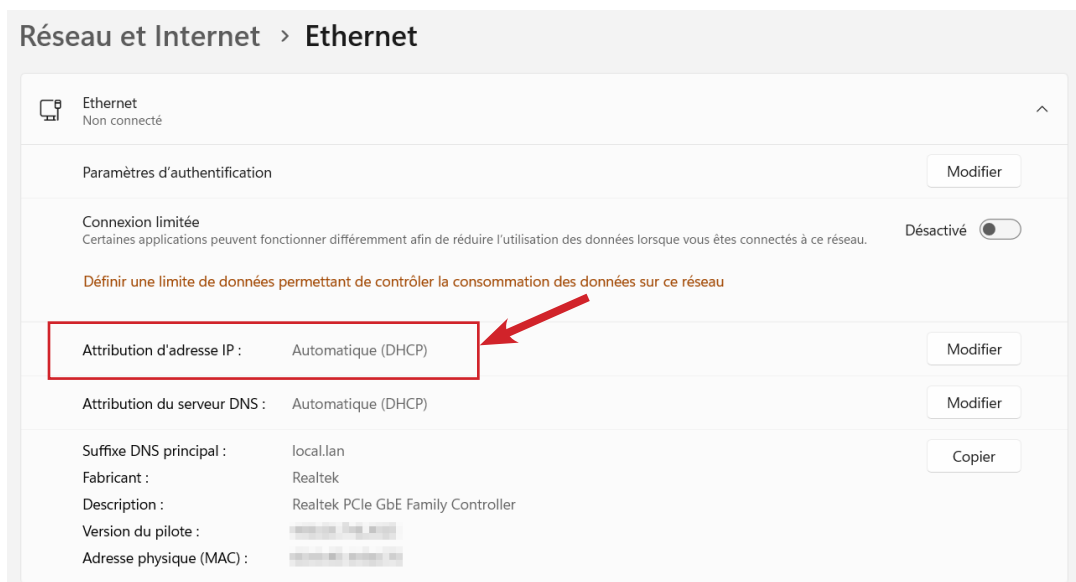 Réseau et Internet > Ethernet
Ethernet
Non connecté
Paramètres d'authentification
Modifier
Connexion limitée
Certaines applications peuvent fonctionner différemment afin de réduire l'utilisation des données lorsque vous êtes connectés à ce réseau.
Désactivé
Définir une limite de données permettant de contrôler la consommation des données sur ce réseau
Attribution d'adresse IP : Automatique (DHCP)
Modifier
Attribution du serveur DNS : Automatique (DHCP)
Modifier
Suffixe DNS principal : local.lan
Copier
Fabricant : Realtek
Description : Realtek PCIe GbE Family Controller
Version du pilote :
Adresse physique (MAC) :